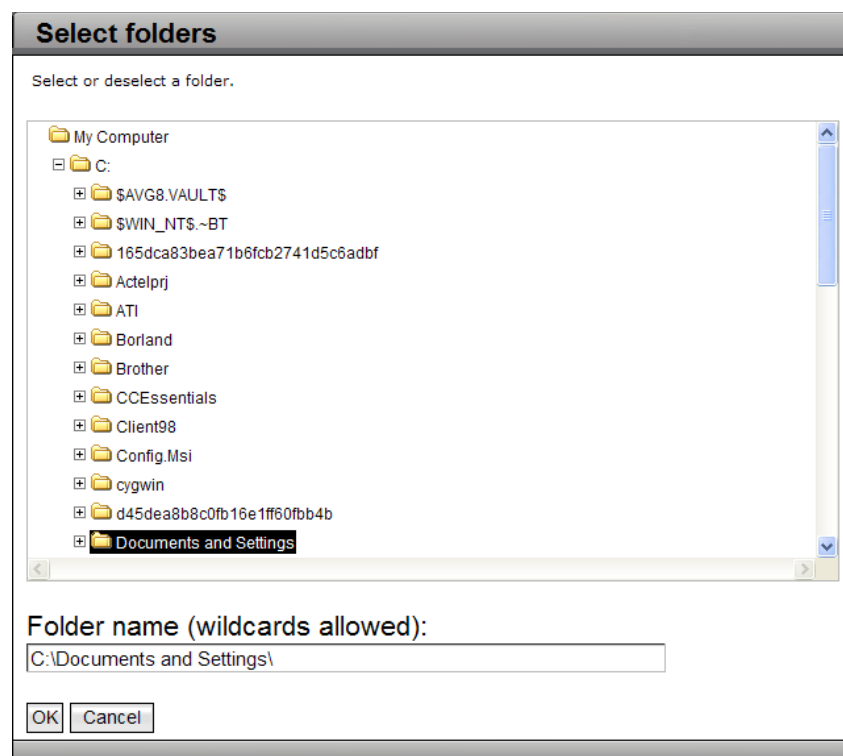 Select folders
Select or deselect a folder.
My Computer
C:
$AVG8.VAULT$
$WIN_NT$.~BT
165dca83bea71b6fcb2741d5c6adbf
Actelprj
ATI
Borland
Brother
CCEssentials
Client98
Config.Msi
cygwin
d45dea8b8c0fb16e1ff60fbb4b
Documents and Settings
Folder name (wildcards allowed):
C:\Documents and Settings\
OK Cancel